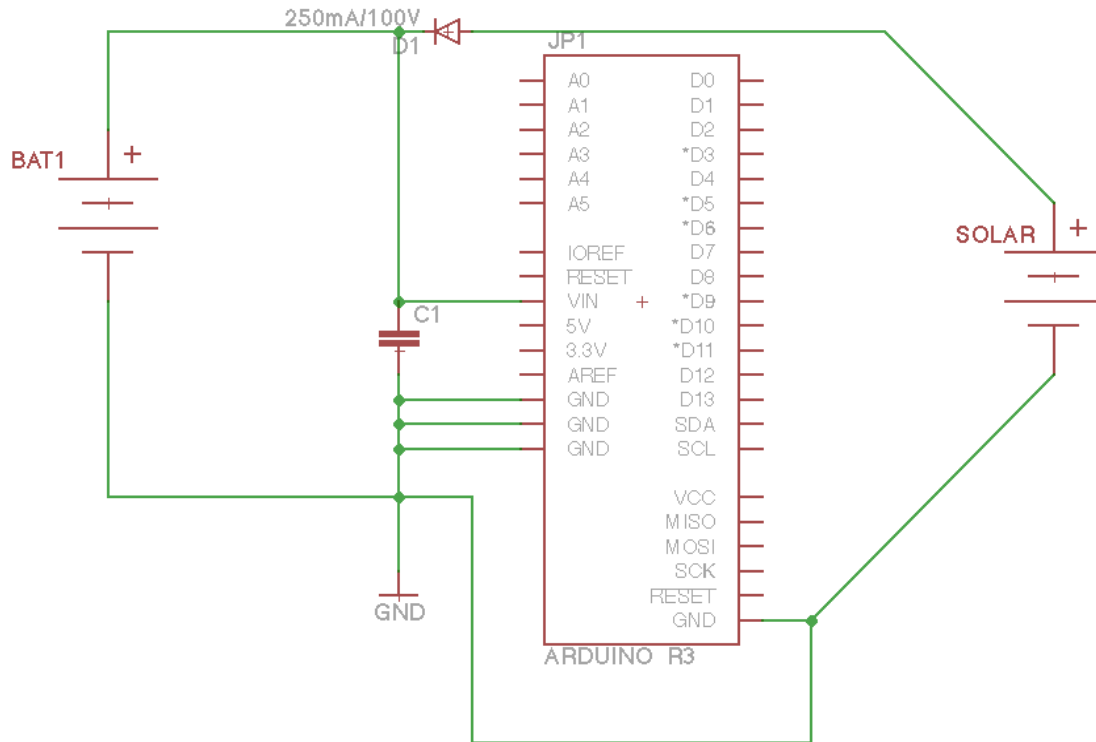 250mA/100V
D1
JP1
BAT1
+
SOLAR
+
C1
A0
A1
A2
A3
A4
A5
IOREF
RESET
VIN
5V
3.3V
AREF
GND
GND
GND
D0
D1
D2
*D3
D4
*D5
*D6
D7
D8
*D9
*D10
*D11
D12
D13
SDA
SCL
VCC
MISO
MOSI
SCK
RESET
GND
GND
ARDUINO R3